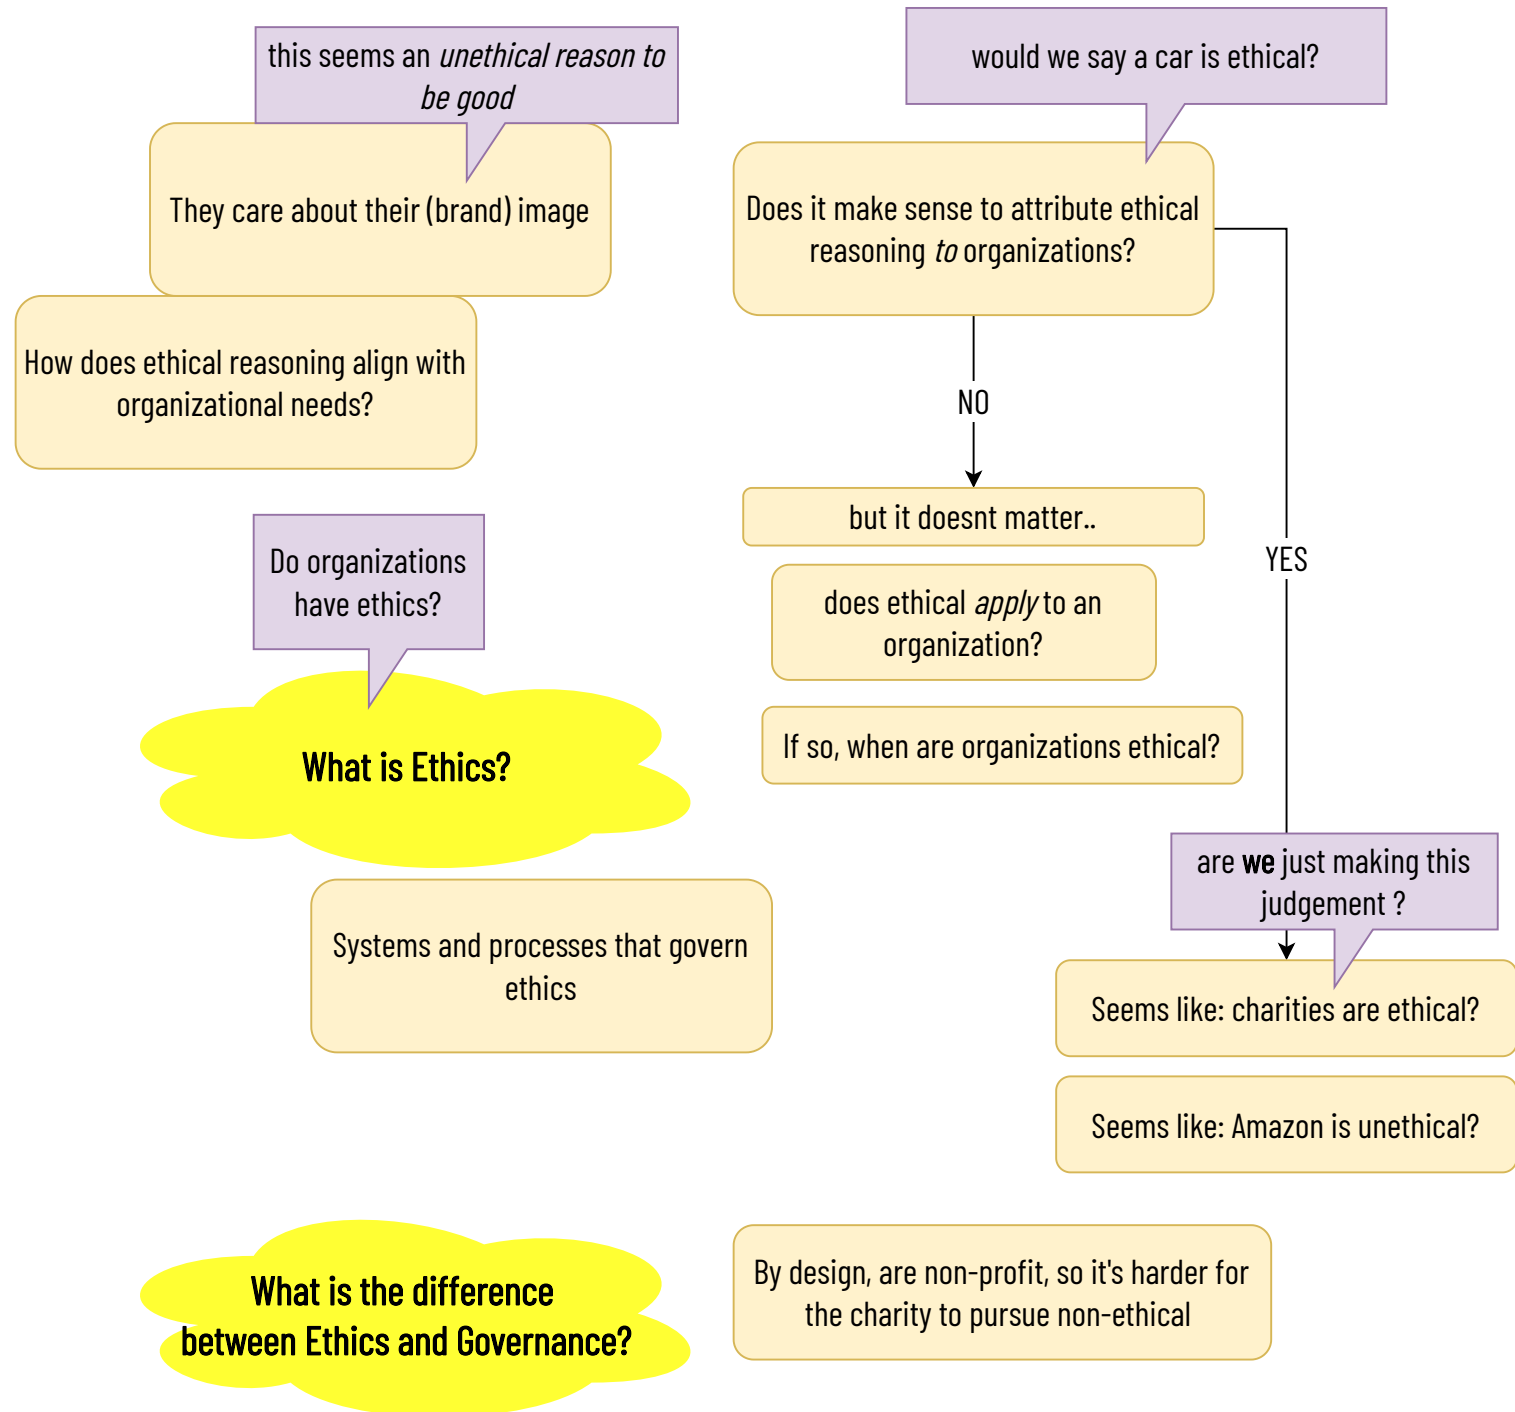 this seems an unethical reason to
be good
They care about their (brand) image
How does ethical reasoning align with
organizational needs?
would we say a car is ethical?
Does it make sense to attribute ethical
reasoning to organizations?
NO
YES
but it doesnt matter..
does ethical apply to an
organization?
If so, when are organizations ethical?
Do organizations
have ethics?
What is Ethics?
Systems and processes that govern
ethics
are we just making this
judgement ?
Seems like: charities are ethical?
Seems like: Amazon is unethical?
What is the difference
between Ethics and Governance?
By design, are non-profit, so it's harder for
the charity to pursue non-ethical